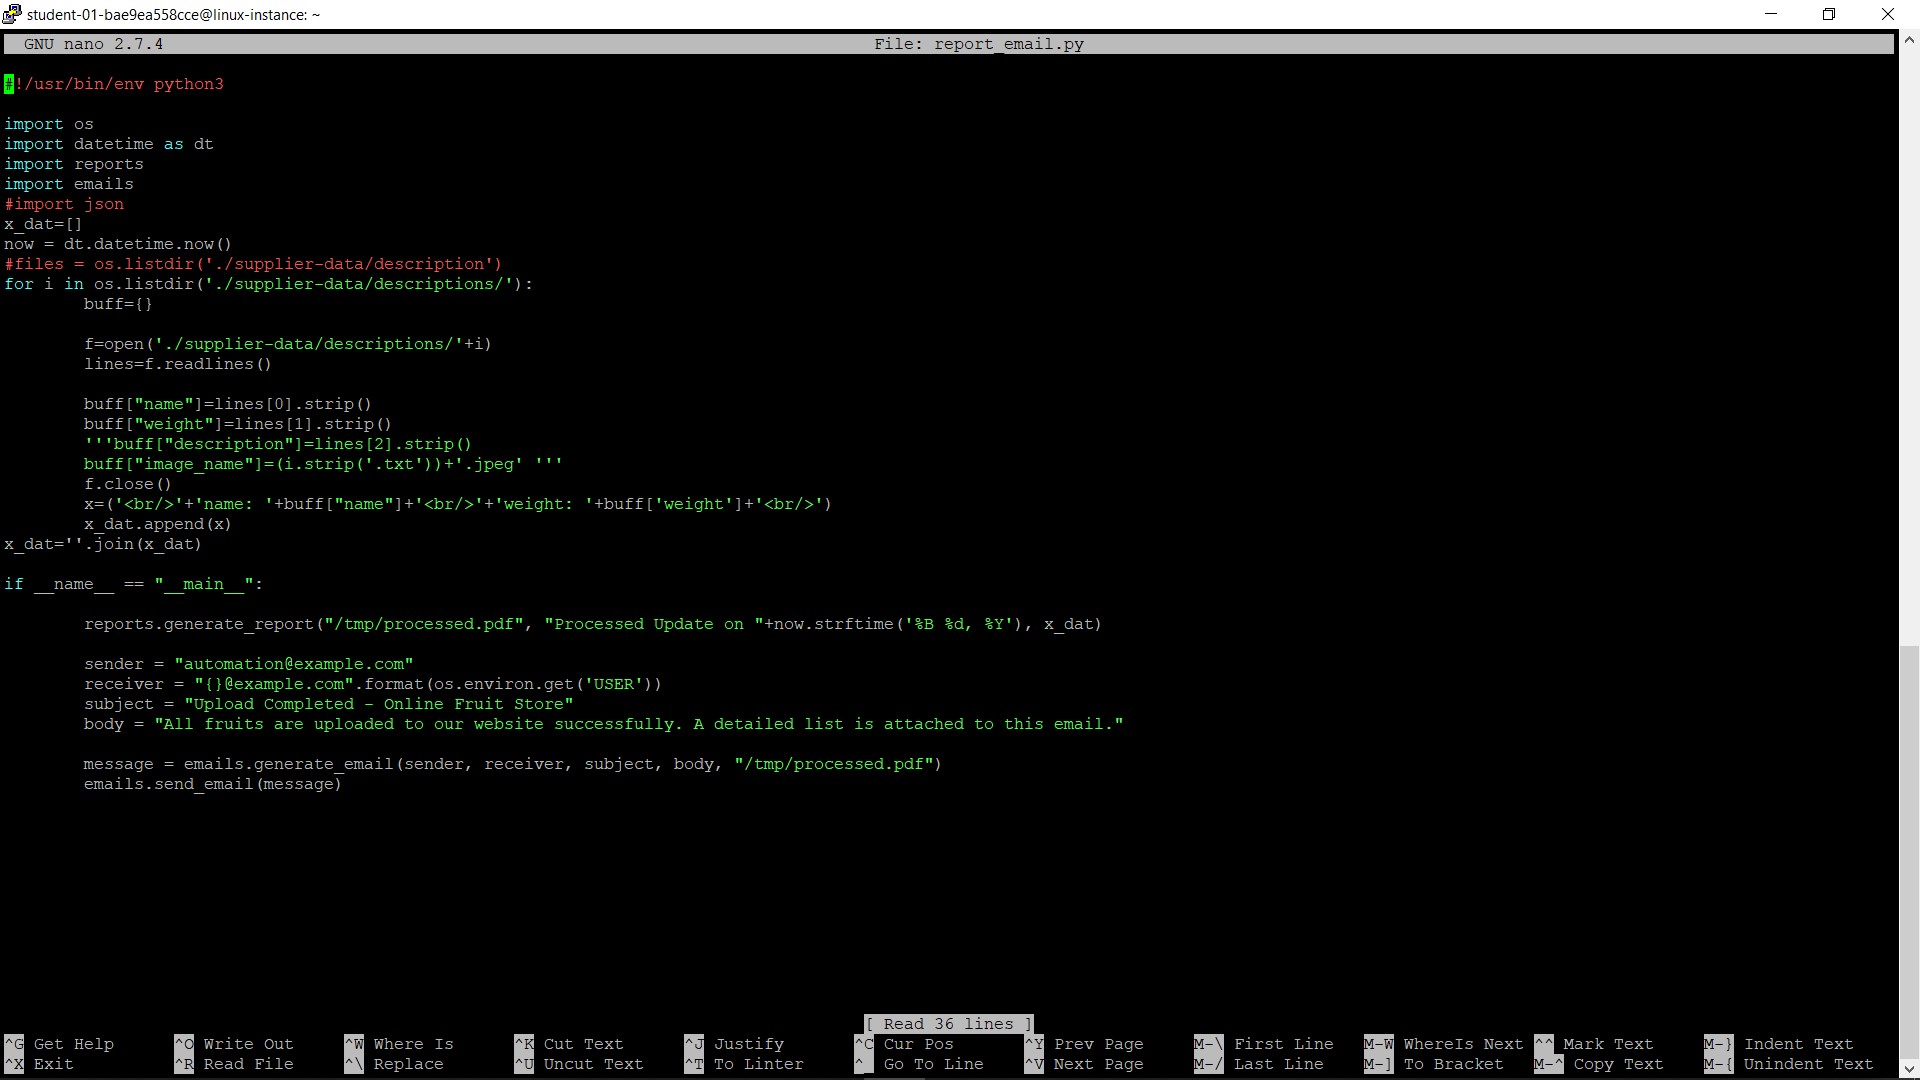 student-01-bae9ea558cce@linux-instance: ~
GNU nano 2.7.4 File: report_email.py
#!/usr/bin/env python3
import os
import datetime as dt
import reports
import emails
#import json
x_dat=[]
now = dt.datetime.now()
#files = os.listdir('./supplier-data/description')
for i in os.listdir('./supplier-data/descriptions/'):
buff={}
f=open('./supplier-data/descriptions/'+i)
lines=f.readlines()
buff["name"]=lines[0].strip()
buff["weight"]=lines[1].strip()
'''buff["description"]=lines[2].strip()
buff["image_name"]=(i.strip('.txt'))+'.jpeg' '''
f.close()
x=('<br/>'+'name: '+buff["name"]+'<br/>'+'weight: '+buff['weight']+'<br/>')
x_dat.append(x)
x_dat=''.join(x_dat)
if __name__ == "__main__":
reports.generate_report("/tmp/processed.pdf", "Processed Update on "+now.strftime('%B %d, %Y'), x_dat)
sender = "automation@example.com"
receiver = "{}@example.com".format(os.environ.get('USER'))
subject = "Upload Completed - Online Fruit Store"
body = "All fruits are uploaded to our website successfully. A detailed list is attached to this email."
message = emails.generate_email(sender, receiver, subject, body, "/tmp/processed.pdf")
emails.send_email(message)
[ Read 36 lines ]
^G Get Help ^O Write Out ^W Where Is ^K Cut Text ^J Justify ^C Cur Pos ^Y Prev Page M-\ First Line M-W WhereIs Next ^^ Mark Text M-} Indent Text
^X Exit ^R Read File ^\ Replace ^U Uncut Text ^T To Linter ^_ Go To Line ^V Next Page M-/ Last Line M-] To Bracket M-^ Copy Text M-{ Unindent Text